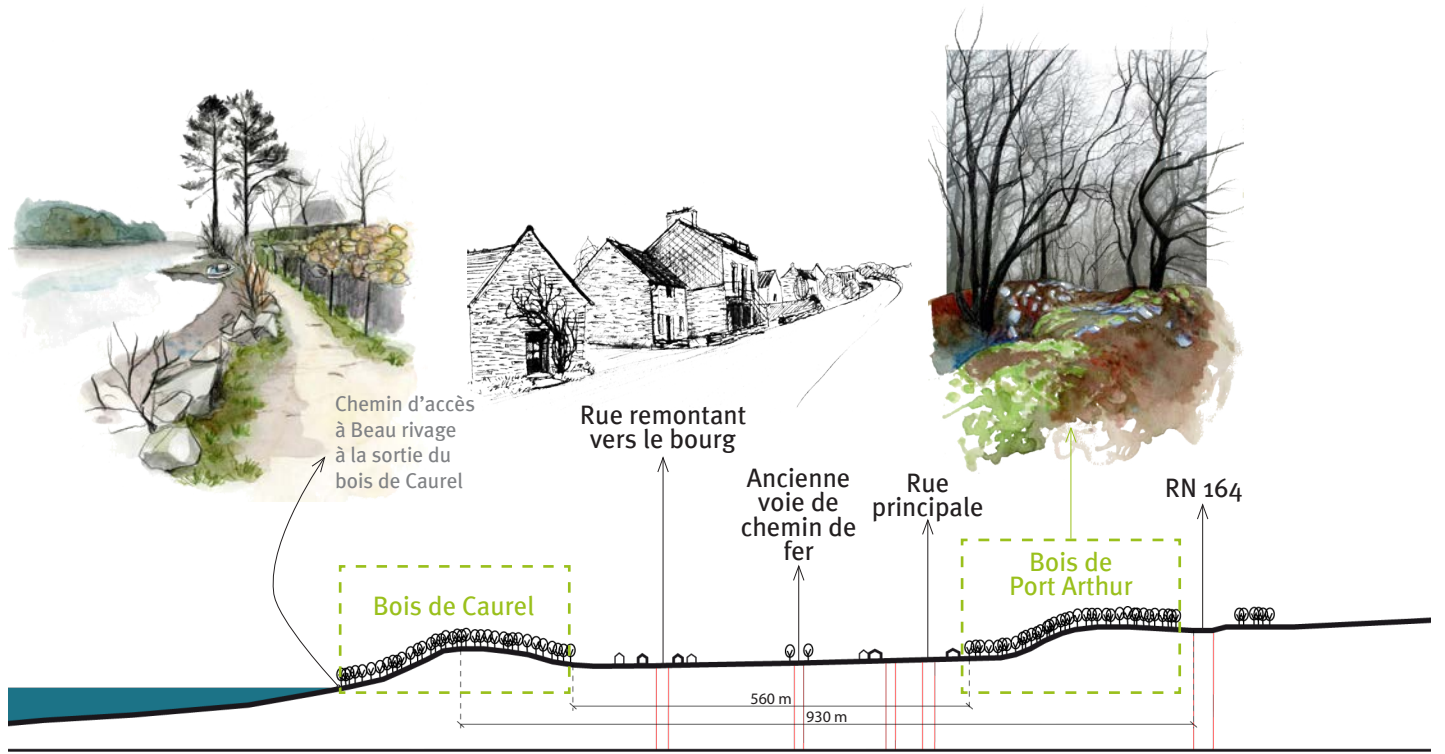 Chemin d'accès
à Beau rivage
à la sortie du
bois de Caurel
Rue remontant
vers le bourg
Ancienne
voie de
chemin de
fer
Rue
principale
RN 164
Bois de Caurel
Bois de
Port Arthur
560 m
930 m